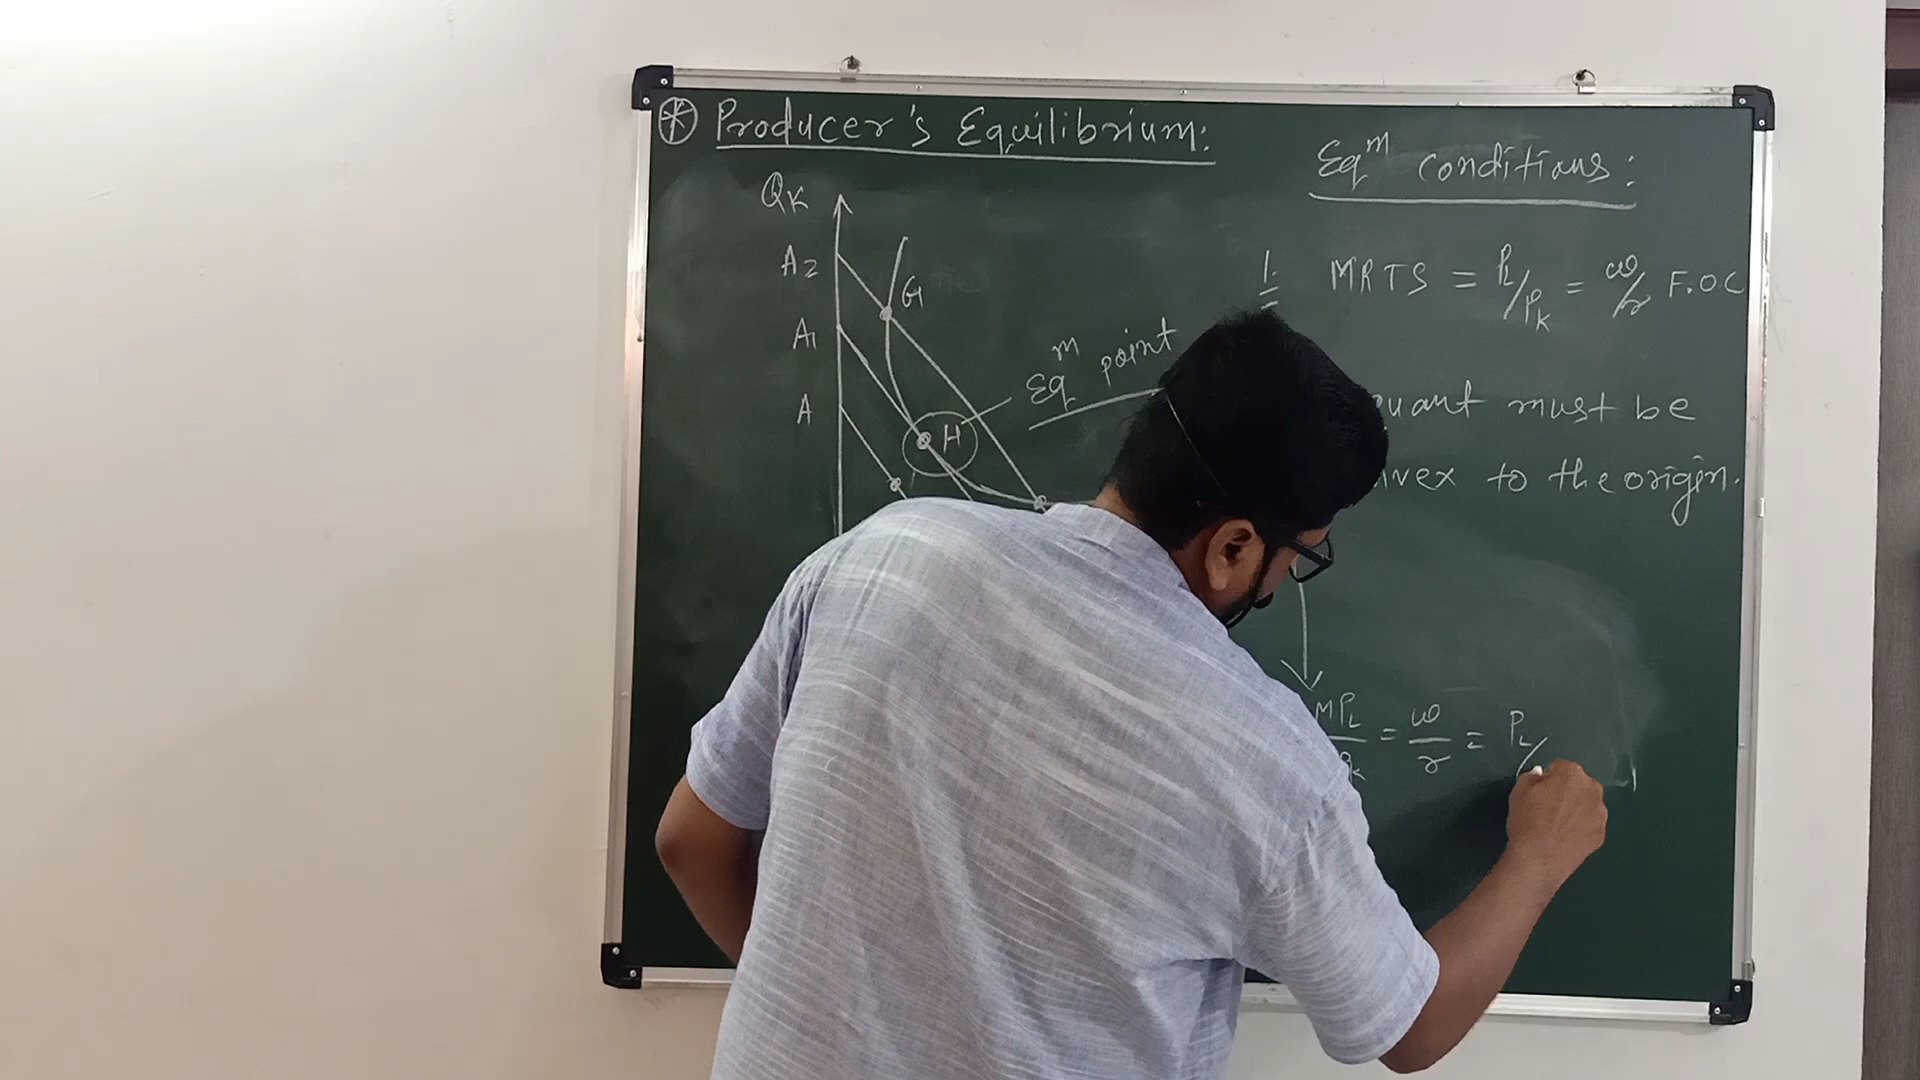 * Producer's Equilibrium:
Eqᵐ conditions:
QK
A2
G
1. MRTS = PL/PK = ω/r F.OC
A1
Eqᵐ point
A
H
must be
to the origin.
MPL/ = ω/r = PL/